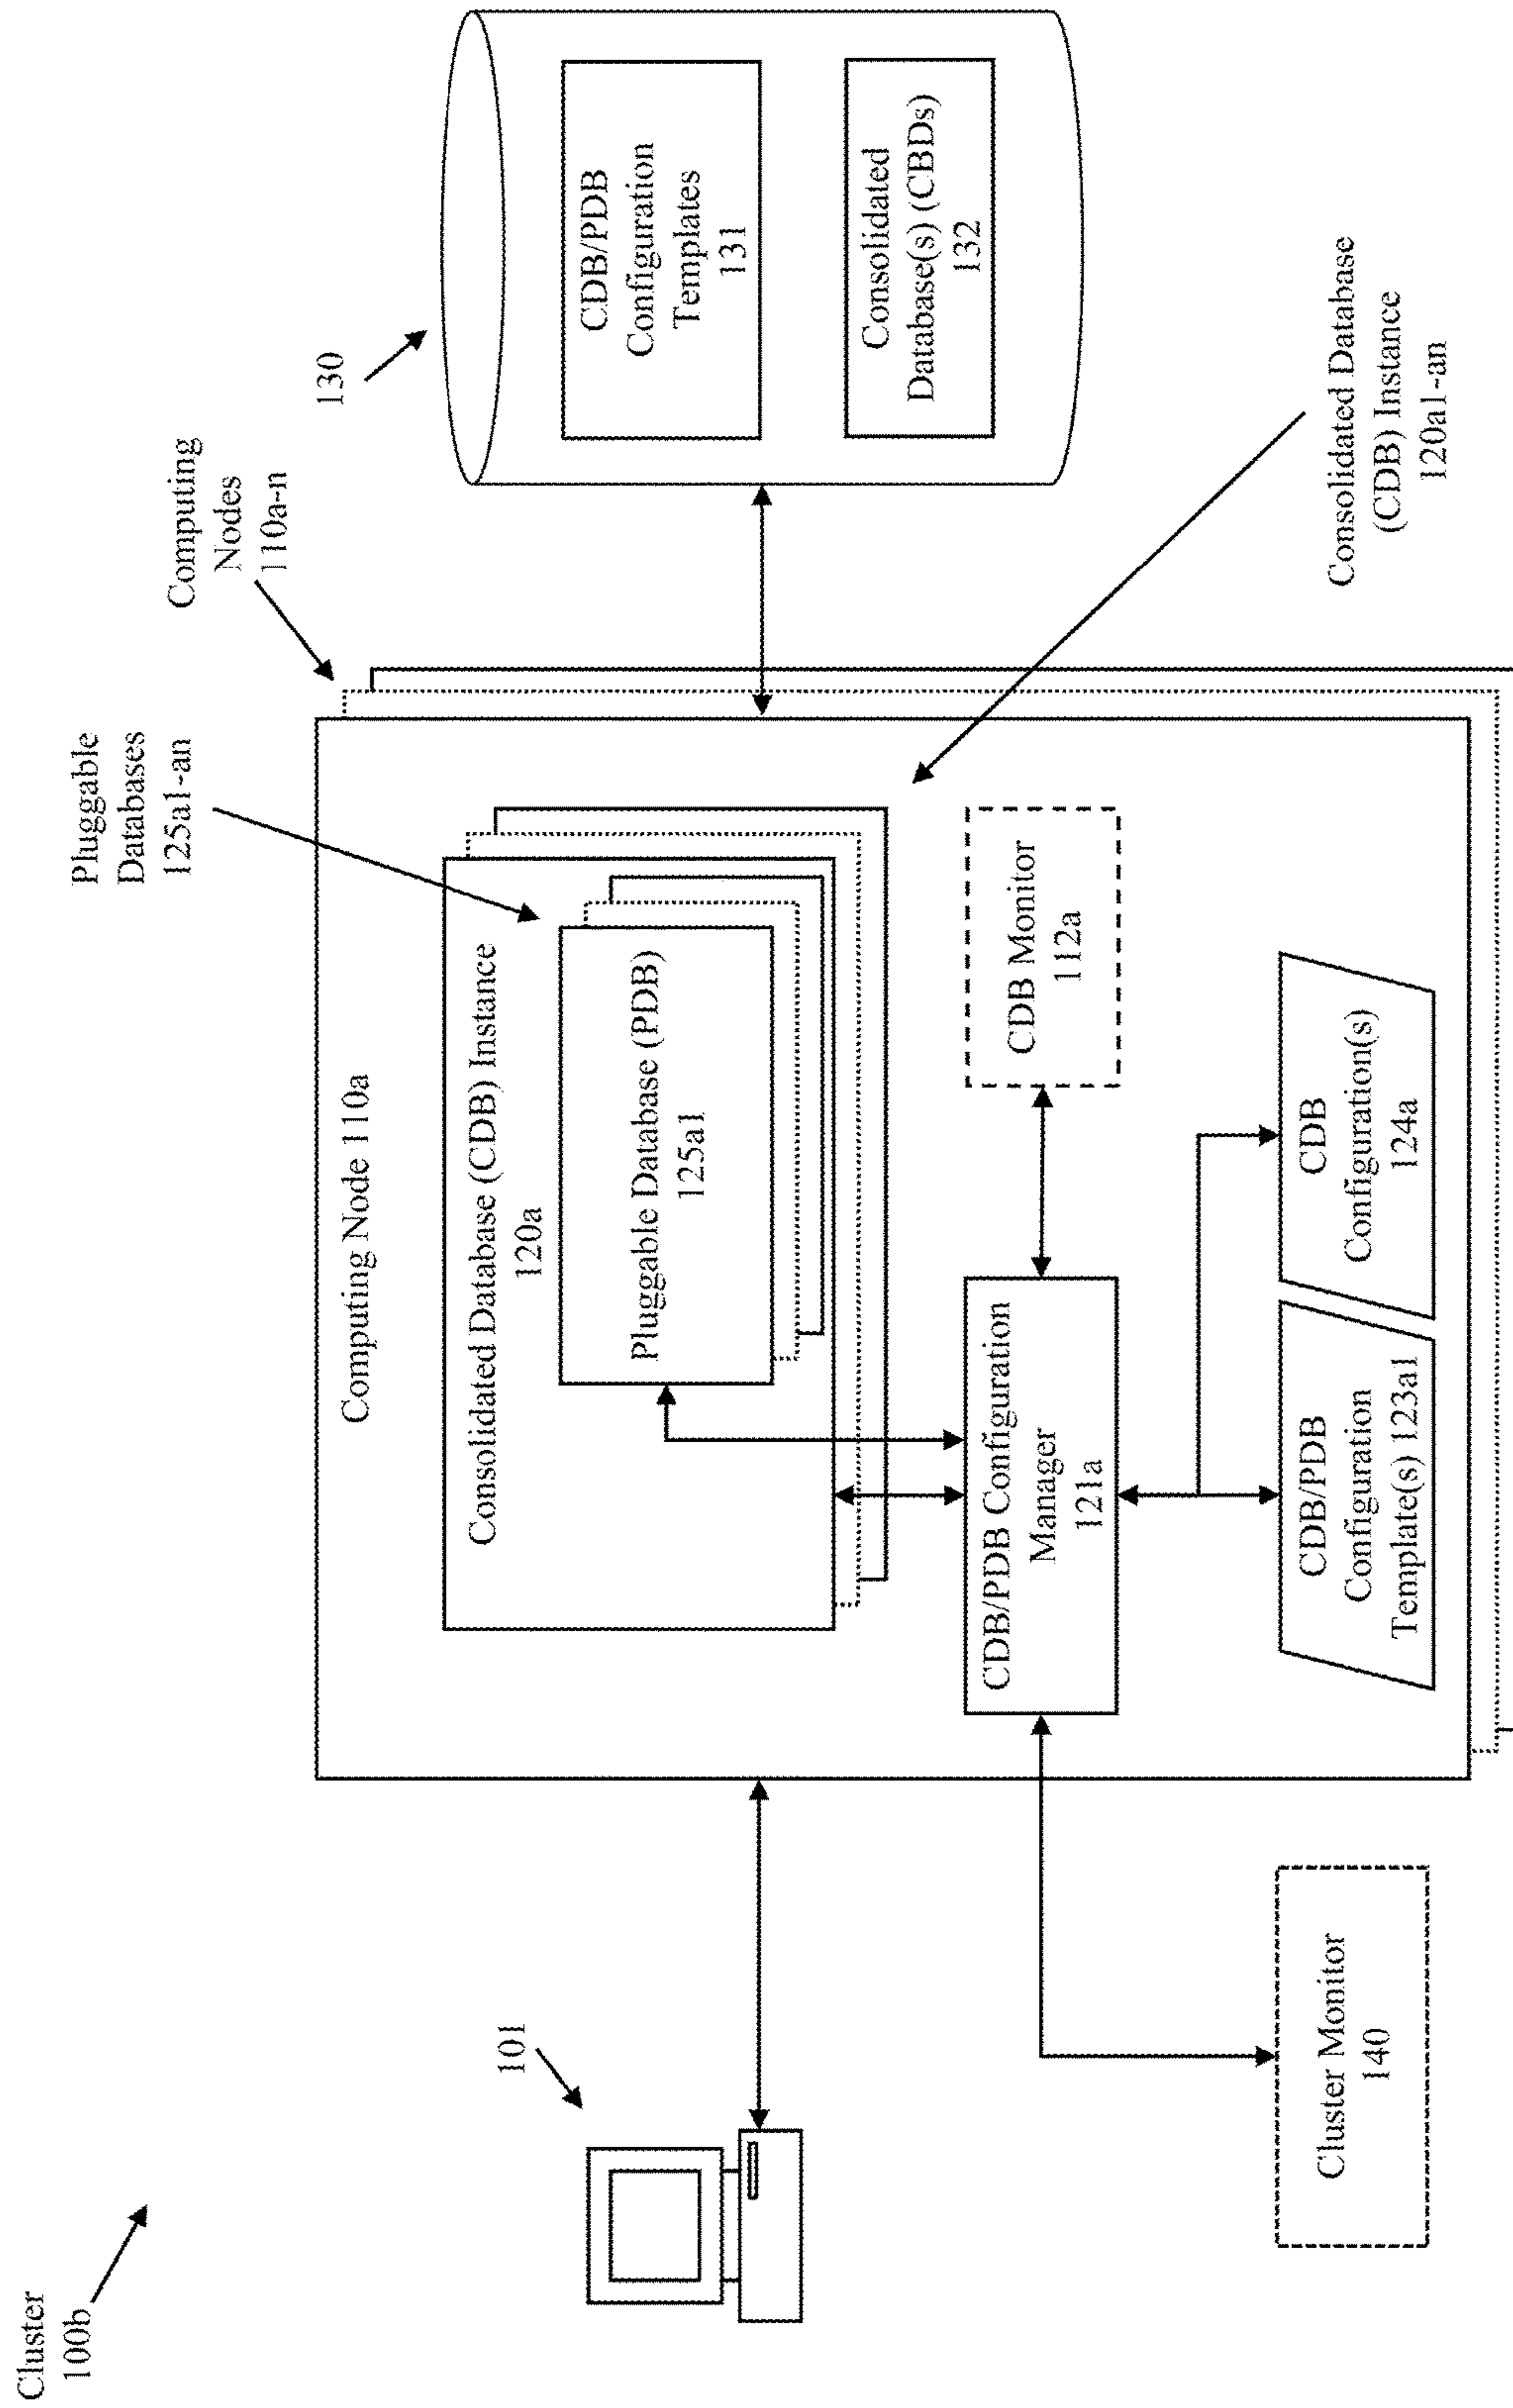 Cluster
100b
101
Cluster Monitor
140
Computing Node 110a
Consolidated Database (CDB) Instance
120a
Pluggable Database (PDB)
125a1
Pluggable
Databases
125a1-an
Computing
Nodes
110a-n
CDB/PDB Configuration
Manager
121a
CDB Monitor
112a
CDB/PDB
Configuration
Template(s) 123a1
CDB
Configuration(s)
124a
130
CDB/PDB
Configuration
Templates
131
Consolidated
Database(s) (CBDs)
132
Consolidated Database
(CDB) Instance
120a1-an